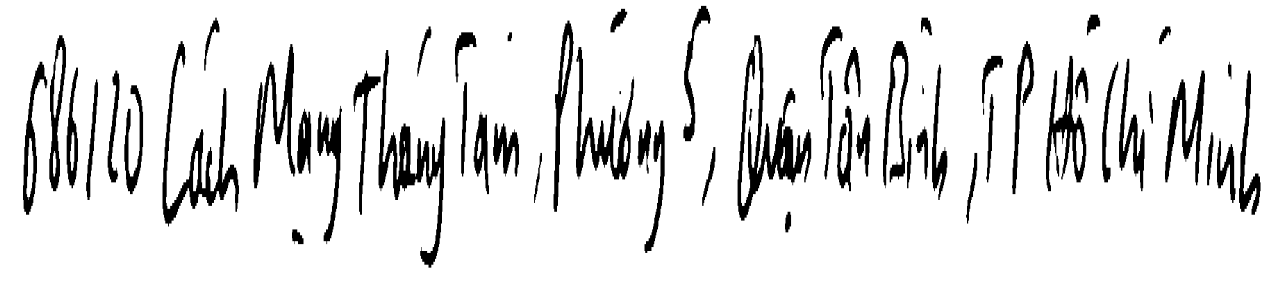 686/20 Cách Mạng Tháng Tám, Phường 5, Quận Tân Bình, TP Hồ Chí Minh